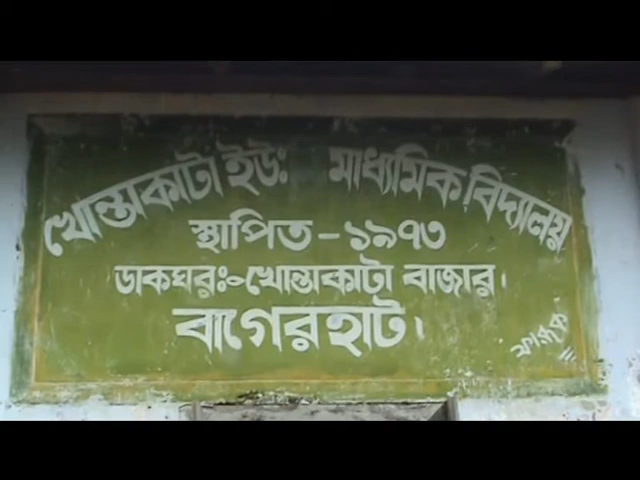 খোন্তাকাটা ইউঃ মাধ্যমিক বিদ্যালয়
স্থাপিত - ১৯৭৩
ডাকঘরঃ- খোন্তাকাটা বাজার।
বাগেরহাট।
ফারুক